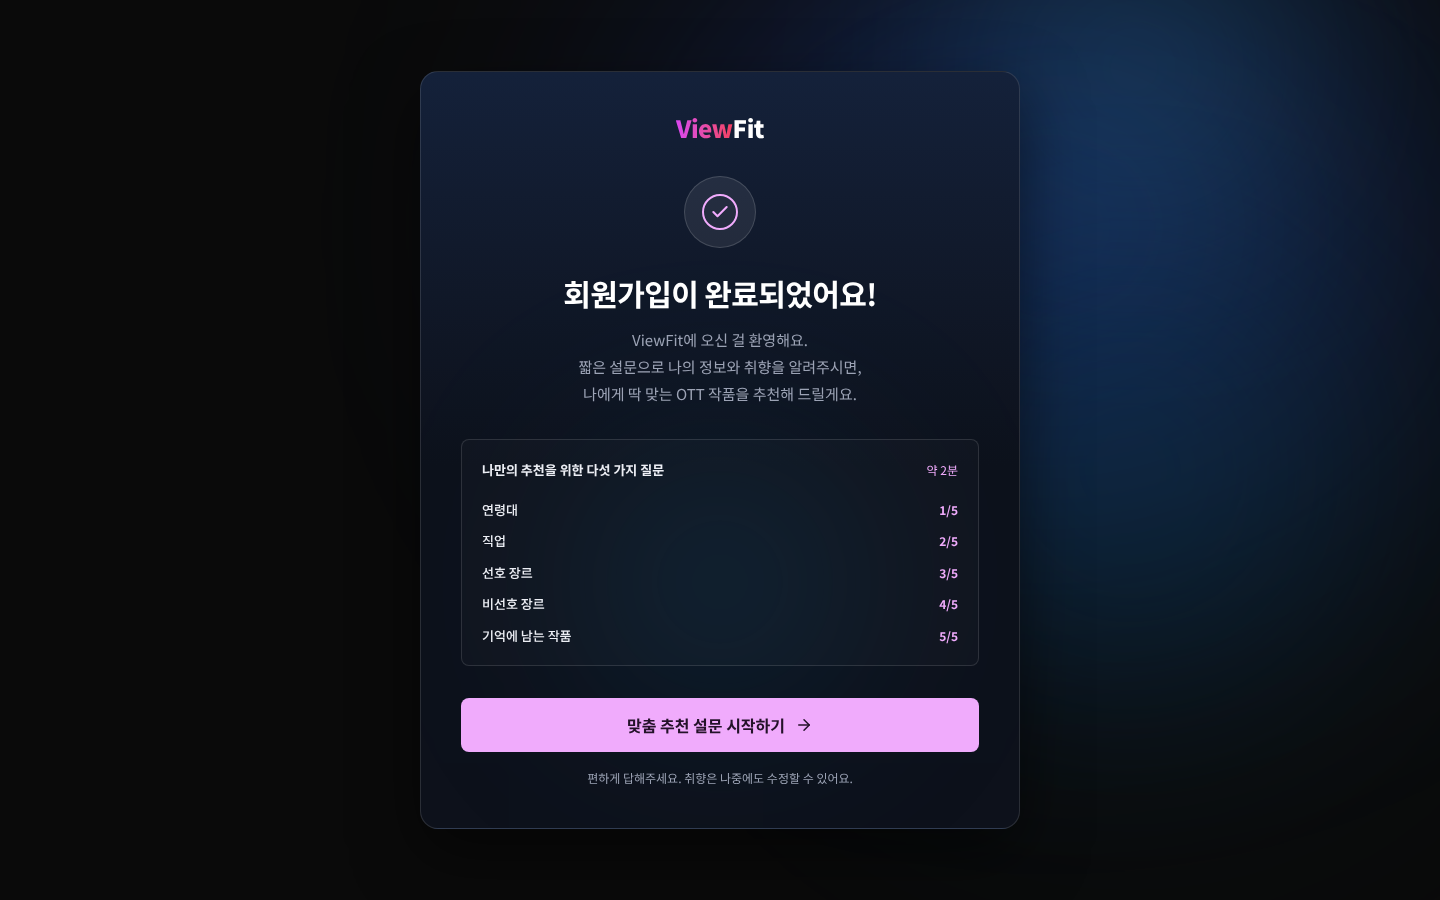 ViewFit
회원가입이 완료되었어요!
ViewFit에 오신 걸 환영해요.
짧은 설문으로 나의 정보와 취향을 알려주시면,
나에게 딱 맞는 OTT 작품을 추천해 드릴게요.
나만의 추천을 위한 다섯 가지 질문 약 2분
연령대 1/5
직업 2/5
선호 장르 3/5
비선호 장르 4/5
기억에 남는 작품 5/5
맞춤 추천 설문 시작하기 →
편하게 답해주세요. 취향은 나중에도 수정할 수 있어요.